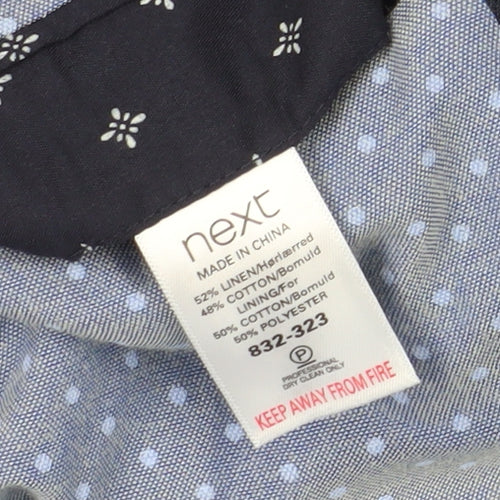 next
MADE IN CHINA
52% LINEN/Hørlærred
48% COTTON/Bomuld
LINING/For
50% COTTON/Bomuld
50% POLYESTER
832-323
P
PROFESSIONAL
DRY CLEAN ONLY
KEEP AWAY FROM FIRE